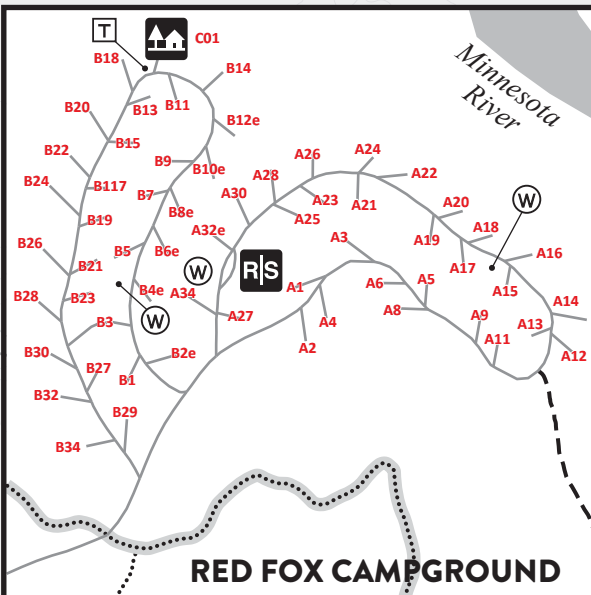 T
C01
B18
B14
Minnesota
River
B20
B13
B11
B12e
B15
B22
B9
B10e
A26
A24
A28
A22
B24
B117
B7
A30
A23
A21
A20
W
B19
B8e
A25
A32e
A3
A19
A18
B26
B5
B6e
A16
B21
W
R|S
A17
B4e
A34
A1
A6
A5
A15
B28
B23
A14
B3
W
A27
A4
A8
A9
A13
A11
B30
B2e
A2
A12
B27
B1
B32
B29
B34
RED FOX CAMPGROUND